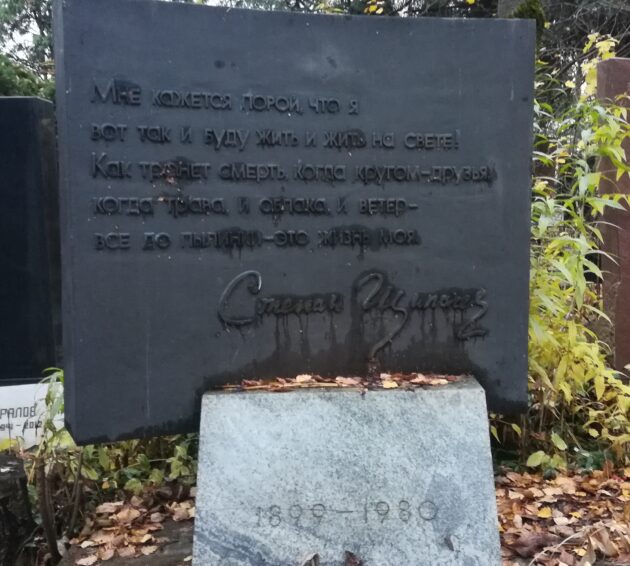 Мне кажется порой, что я
вот так и буду жить и жить на свете!
Как тронет смерть, когда кругом–друзья,
когда трава, и облака, и ветер–
все до пылинки–это жизнь моя.
Степан Щипачев
1899–1980
РАЛОВ